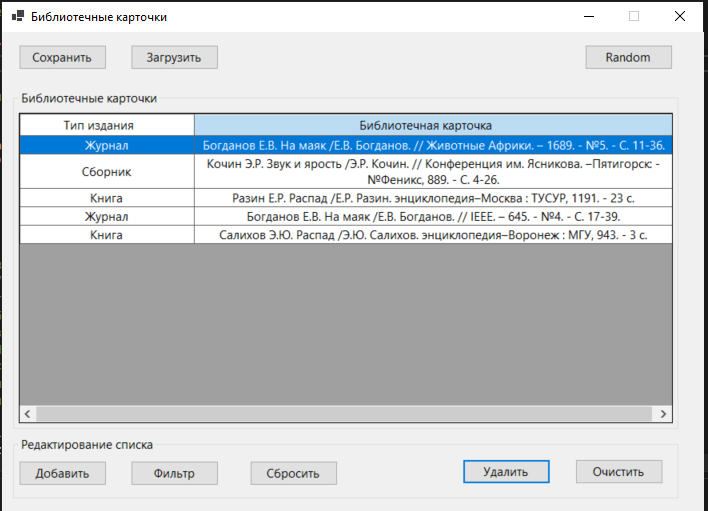 Библиотечные карточки
Сохранить
Загрузить
Random
Библиотечные карточки
Тип издания
Библиотечная карточка
Журнал
Богданов Е.В. На маяк /Е.В. Богданов. // Животные Африки. – 1689. - №5. - С. 11-36.
Сборник
Кочин Э.Р. Звук и ярость /Э.Р. Кочин. // Конференция им. Ясникова. –Пятигорск: -
№Феникс, 889. - С. 4-26.
Книга
Разин Е.Р. Распад /Е.Р. Разин. энциклопедия–Москва : ТУСУР, 1191. - 23 с.
Журнал
Богданов Е.В. На маяк /Е.В. Богданов. // IEEE. – 645. - №4. - С. 17-39.
Книга
Салихов Э.Ю. Распад /Э.Ю. Салихов. энциклопедия–Воронеж : МГУ, 943. - 3 с.
Редактирование списка
Добавить
Фильтр
Сбросить
Удалить
Очистить